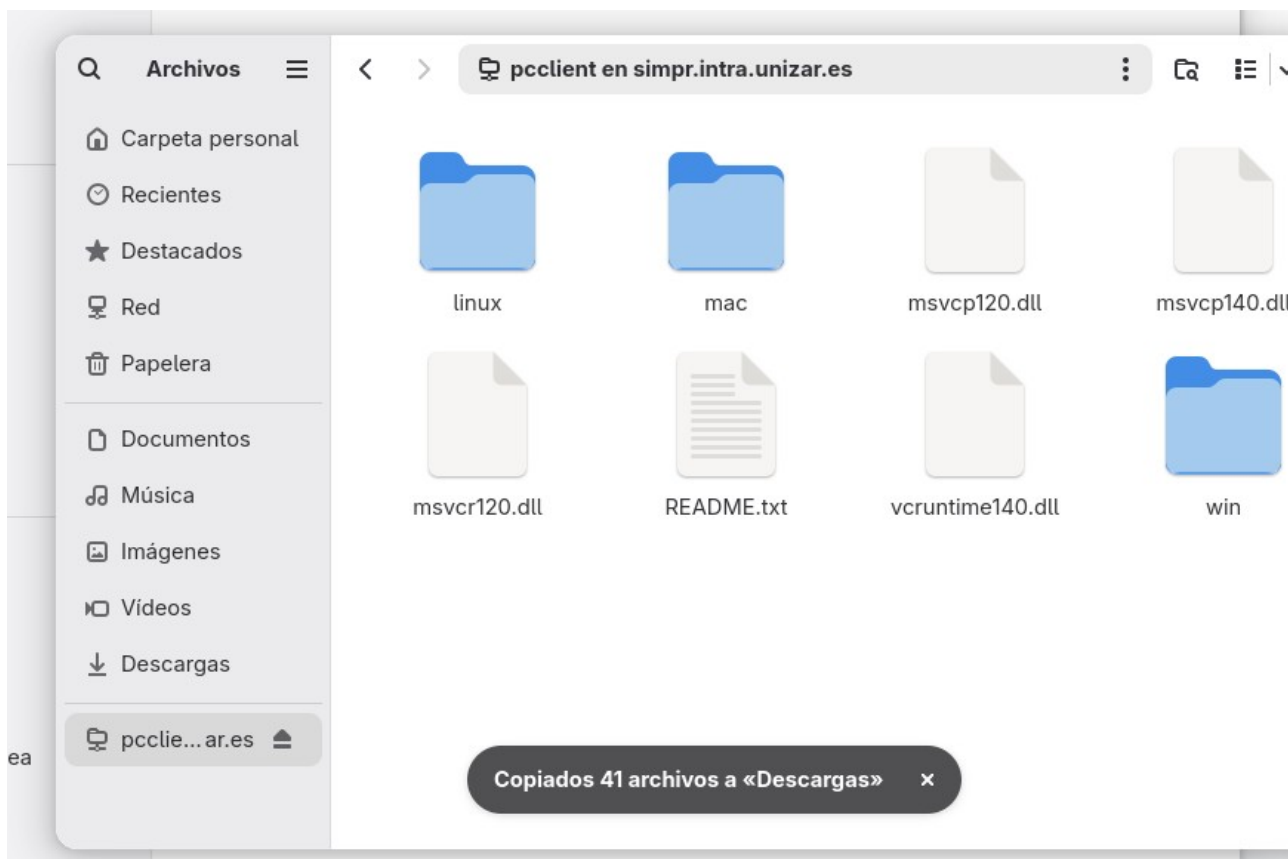 Archivos
pcclient en simpr.intra.unizar.es
Carpeta personal
Recientes
Destacados
Red
Papelera
Documentos
Música
Imágenes
Vídeos
Descargas
pcclie... ar.es
linux
mac
msvcp120.dll
msvcp140.dll
msvcr120.dll
README.txt
vcruntime140.dll
win
ea
Copiados 41 archivos a «Descargas»